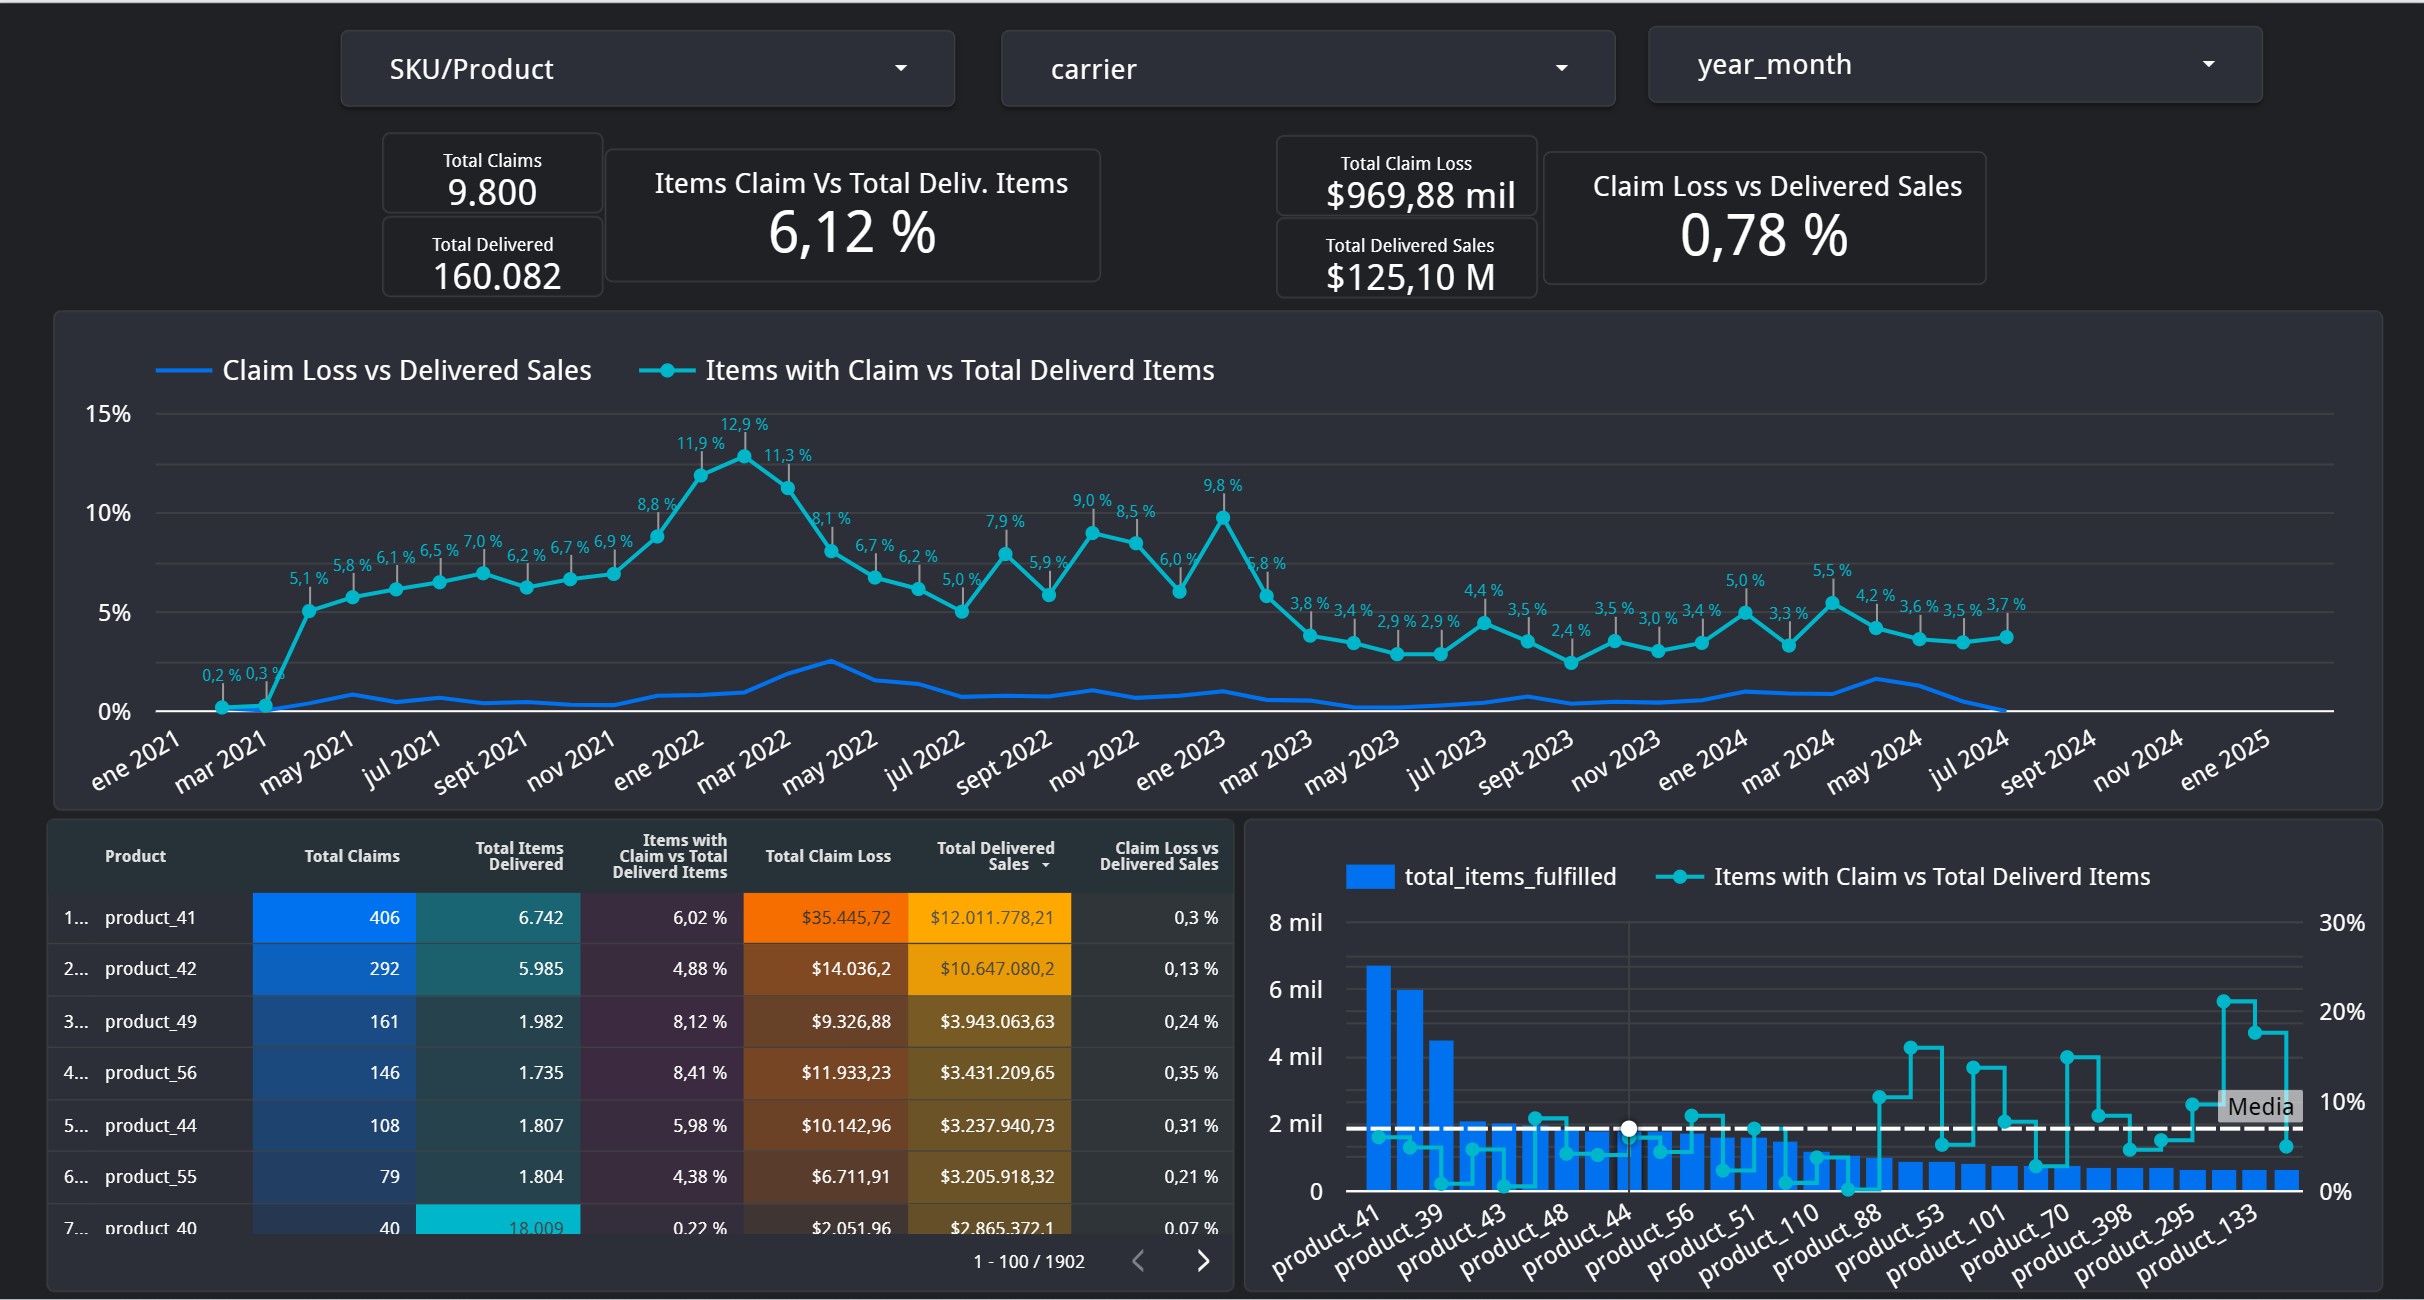 SKU/Product
carrier
year_month
Total Claims
9.800
Total Delivered
160.082
Items Claim Vs Total Deliv. Items
6,12 %
Total Claim Loss
$969,88 mil
Total Delivered Sales
$125,10 M
Claim Loss vs Delivered Sales
0,78 %
Claim Loss vs Delivered Sales
Items with Claim vs Total Deliverd Items
15%
10%
5%
0%
0,2 % 0,3 % 5,1 % 5,8 % 6,1 % 6,5 % 7,0 % 6,2 % 6,7 % 6,9 % 8,8 % 11,9 % 12,9 % 11,3 % 8,1 % 6,7 % 6,2 % 5,0 % 7,9 % 5,9 % 9,0 % 8,5 % 6,0 % 9,8 % 5,8 % 3,8 % 3,4 % 2,9 % 2,9 % 4,4 % 3,5 % 2,4 % 3,5 % 3,0 % 3,4 % 5,0 % 3,3 % 5,5 % 4,2 % 3,6 % 3,5 % 3,7 %
ene 2021 mar 2021 may 2021 jul 2021 sept 2021 nov 2021 ene 2022 mar 2022 may 2022 jul 2022 sept 2022 nov 2022 ene 2023 mar 2023 may 2023 jul 2023 sept 2023 nov 2023 ene 2024 mar 2024 may 2024 jul 2024 sept 2024 nov 2024 ene 2025
Product
Total Claims
Total Items
Delivered
Items with
Claim vs Total
Deliverd Items
Total Claim Loss
Total Delivered
Sales
Claim Loss vs
Delivered Sales
1... product_41 406 6.742 6,02 % $35.445,72 $12.011.778,21 0,3 %
2... product_42 292 5.985 4,88 % $14.036,2 $10.647.080,2 0,13 %
3... product_49 161 1.982 8,12 % $9.326,88 $3.943.063,63 0,24 %
4... product_56 146 1.735 8,41 % $11.933,23 $3.431.209,65 0,35 %
5... product_44 108 1.807 5,98 % $10.142,96 $3.237.940,73 0,31 %
6... product_55 79 1.804 4,38 % $6.711,91 $3.205.918,32 0,21 %
7... product_40 40 18.009 0,22 % $2.051,96 $2.865.372,1 0,07 %
1 - 100 / 1902
total_items_fulfilled
Items with Claim vs Total Deliverd Items
8 mil
6 mil
4 mil
2 mil
0
30%
20%
10%
0%
Media
product_41 product_39 product_43 product_48 product_44 product_56 product_51 product_110 product_88 product_53 product_101 product_70 product_398 product_295 product_133